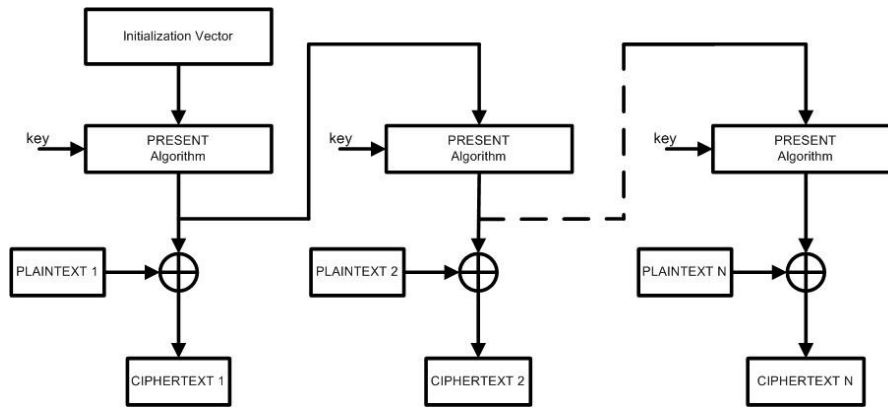 Initialization Vector
key
PRESENT
Algorithm
key
PRESENT
Algorithm
key
PRESENT
Algorithm
PLAINTEXT 1
PLAINTEXT 2
PLAINTEXT N
CIPHERTEXT 1
CIPHERTEXT 2
CIPHERTEXT N